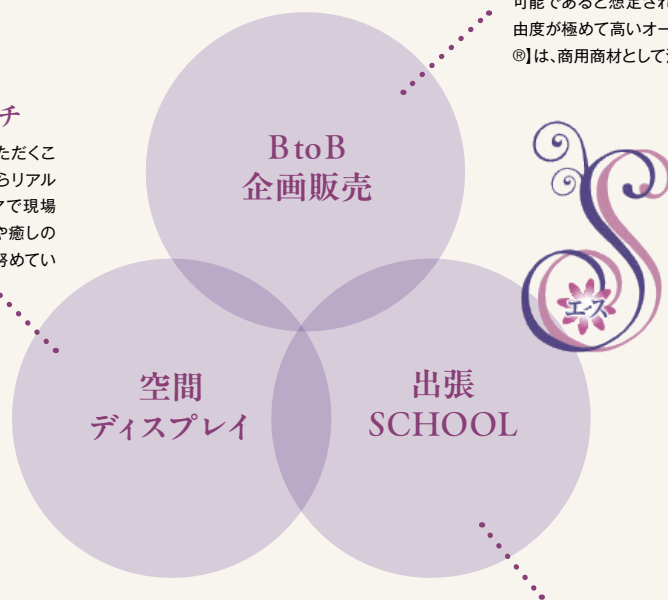 可能であると想定され
由度が極めて高いオー
®】は、商用商材として
チ
ただくこ
らリアル
マで現場
や癒しの
努めてい
BtoB
企画販売
エース
空間
ディスプレイ
出張
SCHOOL